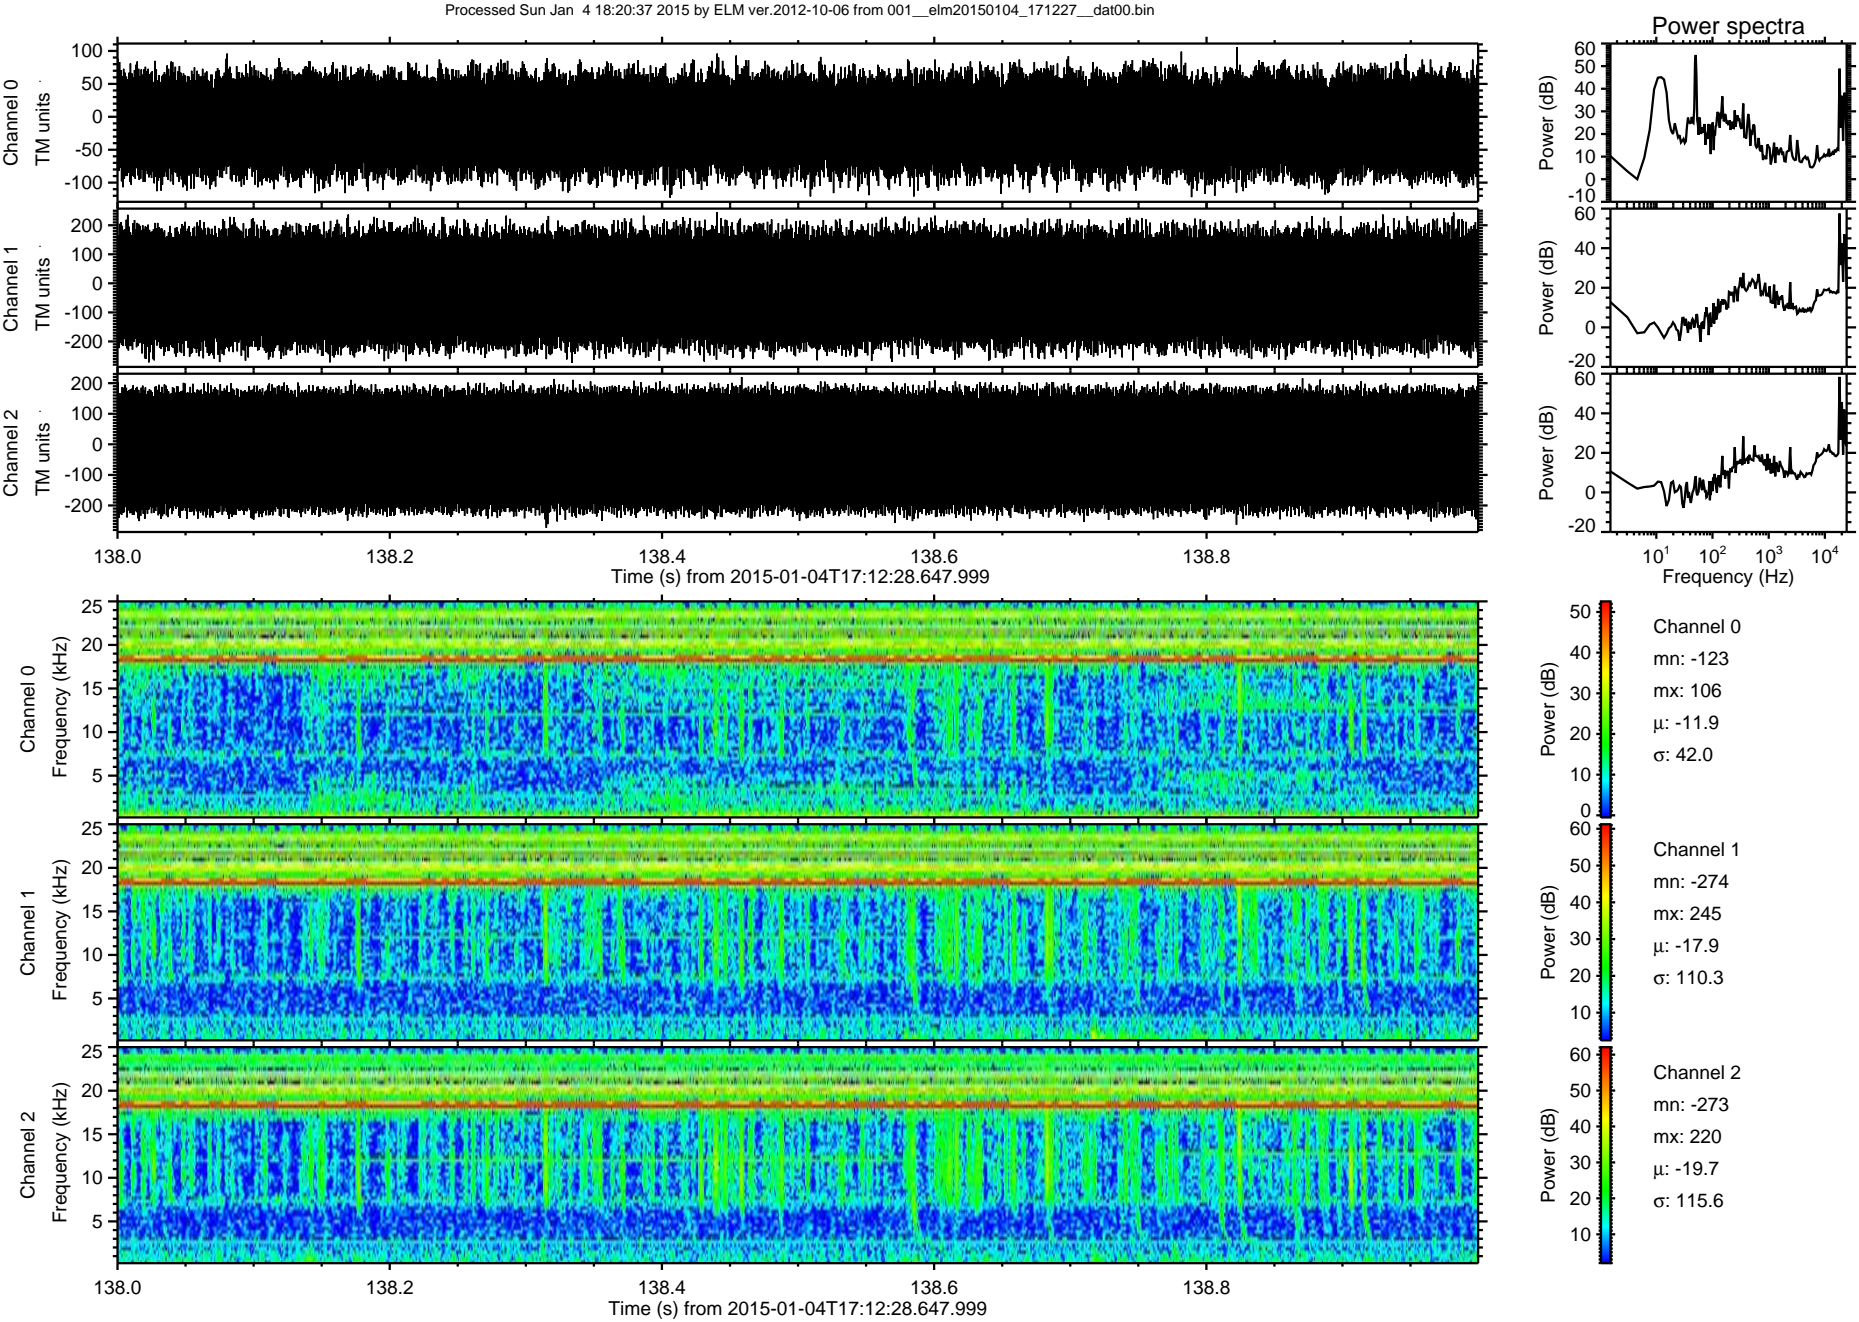 Processed Sun Jan  4 18:20:37 2015 by ELM ver.2012-10-06 from 001__elm20150104_171227__dat00.bin
Power spectra
Channel 0
TM units
100
50
0
-50
-100
Power (dB)
60
50
40
30
20
10
0
-10
Channel 1
TM units
200
100
0
-100
-200
Power (dB)
60
40
20
0
-20
Channel 2
TM units
200
100
0
-100
-200
Power (dB)
60
40
20
0
-20
138.0 138.2 138.4 138.6 138.8
Time (s) from 2015-01-04T17:12:28.647.999
10^1 10^2 10^3 10^4
Frequency (Hz)
Channel 0
Frequency (kHz)
25
20
15
10
5
Power (dB)
50
40
30
20
10
0
Channel 0
mn: -123
mx: 106
μ: -11.9
σ: 42.0
Channel 1
Frequency (kHz)
25
20
15
10
5
Power (dB)
60
50
40
30
20
10
Channel 1
mn: -274
mx: 245
μ: -17.9
σ: 110.3
Channel 2
Frequency (kHz)
25
20
15
10
5
Power (dB)
60
50
40
30
20
10
Channel 2
mn: -273
mx: 220
μ: -19.7
σ: 115.6
138.0 138.2 138.4 138.6 138.8
Time (s) from 2015-01-04T17:12:28.647.999